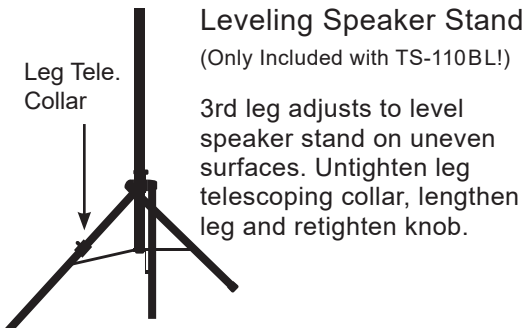 Leveling Speaker Stand
(Only Included with TS-110BL!)
Leg Tele.
Collar
3rd leg adjusts to level
speaker stand on uneven
surfaces. Untighten leg
telescoping collar, lengthen
leg and retighten knob.